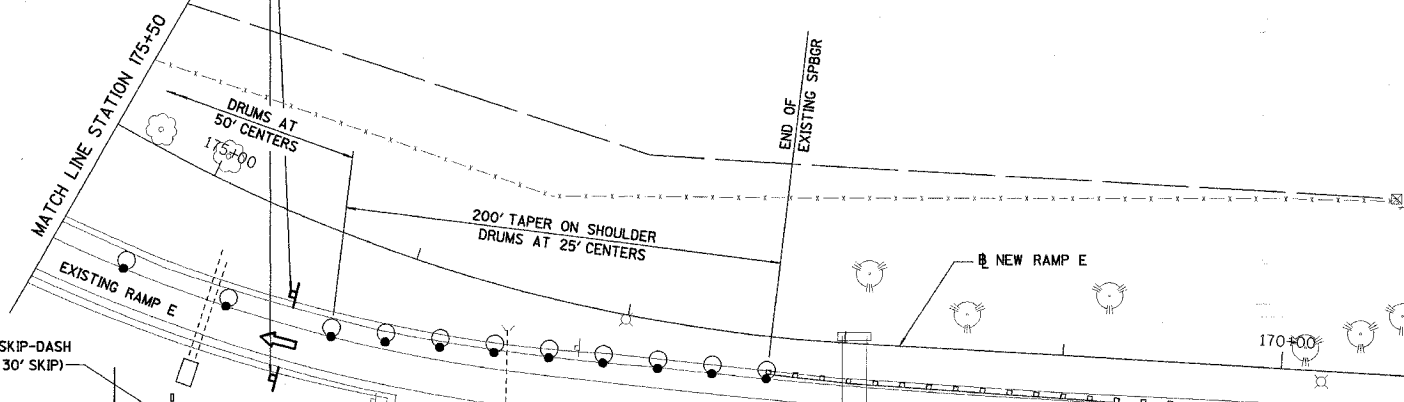 MATCH LINE STATION 175+50
DRUMS AT
50' CENTERS
175+00
200' TAPER ON SHOULDER
DRUMS AT 25' CENTERS
END OF
EXISTING SPBGR
NEW RAMP E
EXISTING RAMP E
170+00
SKIP-DASH
30' SKIP)